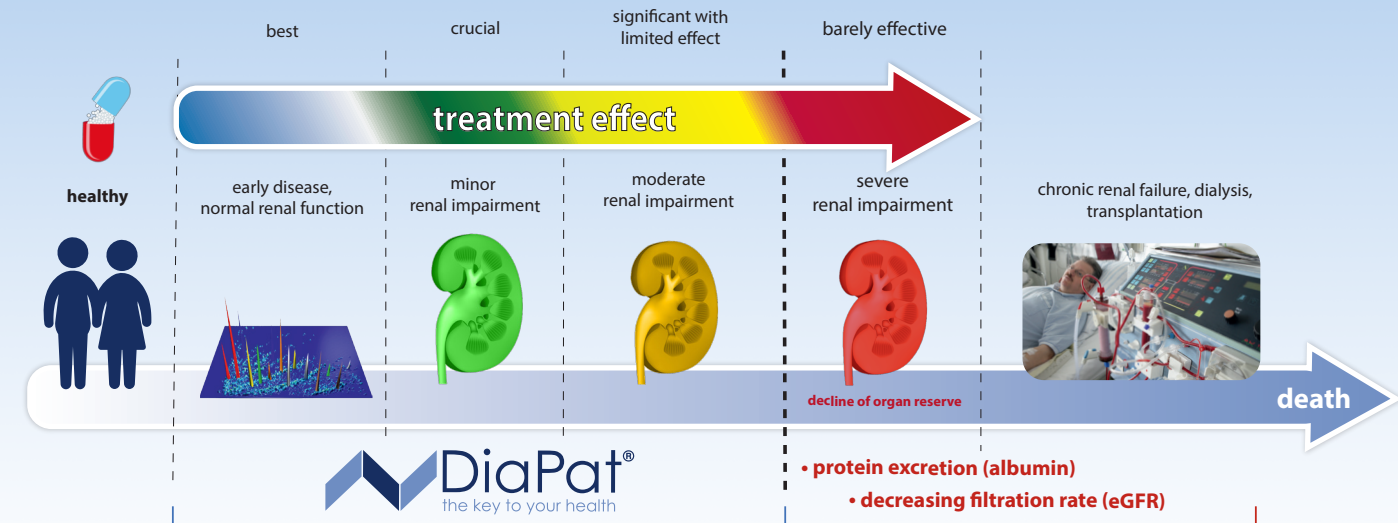 best
crucial
significant with
limited effect
barely effective
treatment effect
healthy
early disease,
normal renal function
minor
renal impairment
moderate
renal impairment
severe
renal impairment
chronic renal failure, dialysis,
transplantation
decline of organ reserve
death
DiaPat®
the key to your health
• protein excretion (albumin)
• decreasing filtration rate (eGFR)